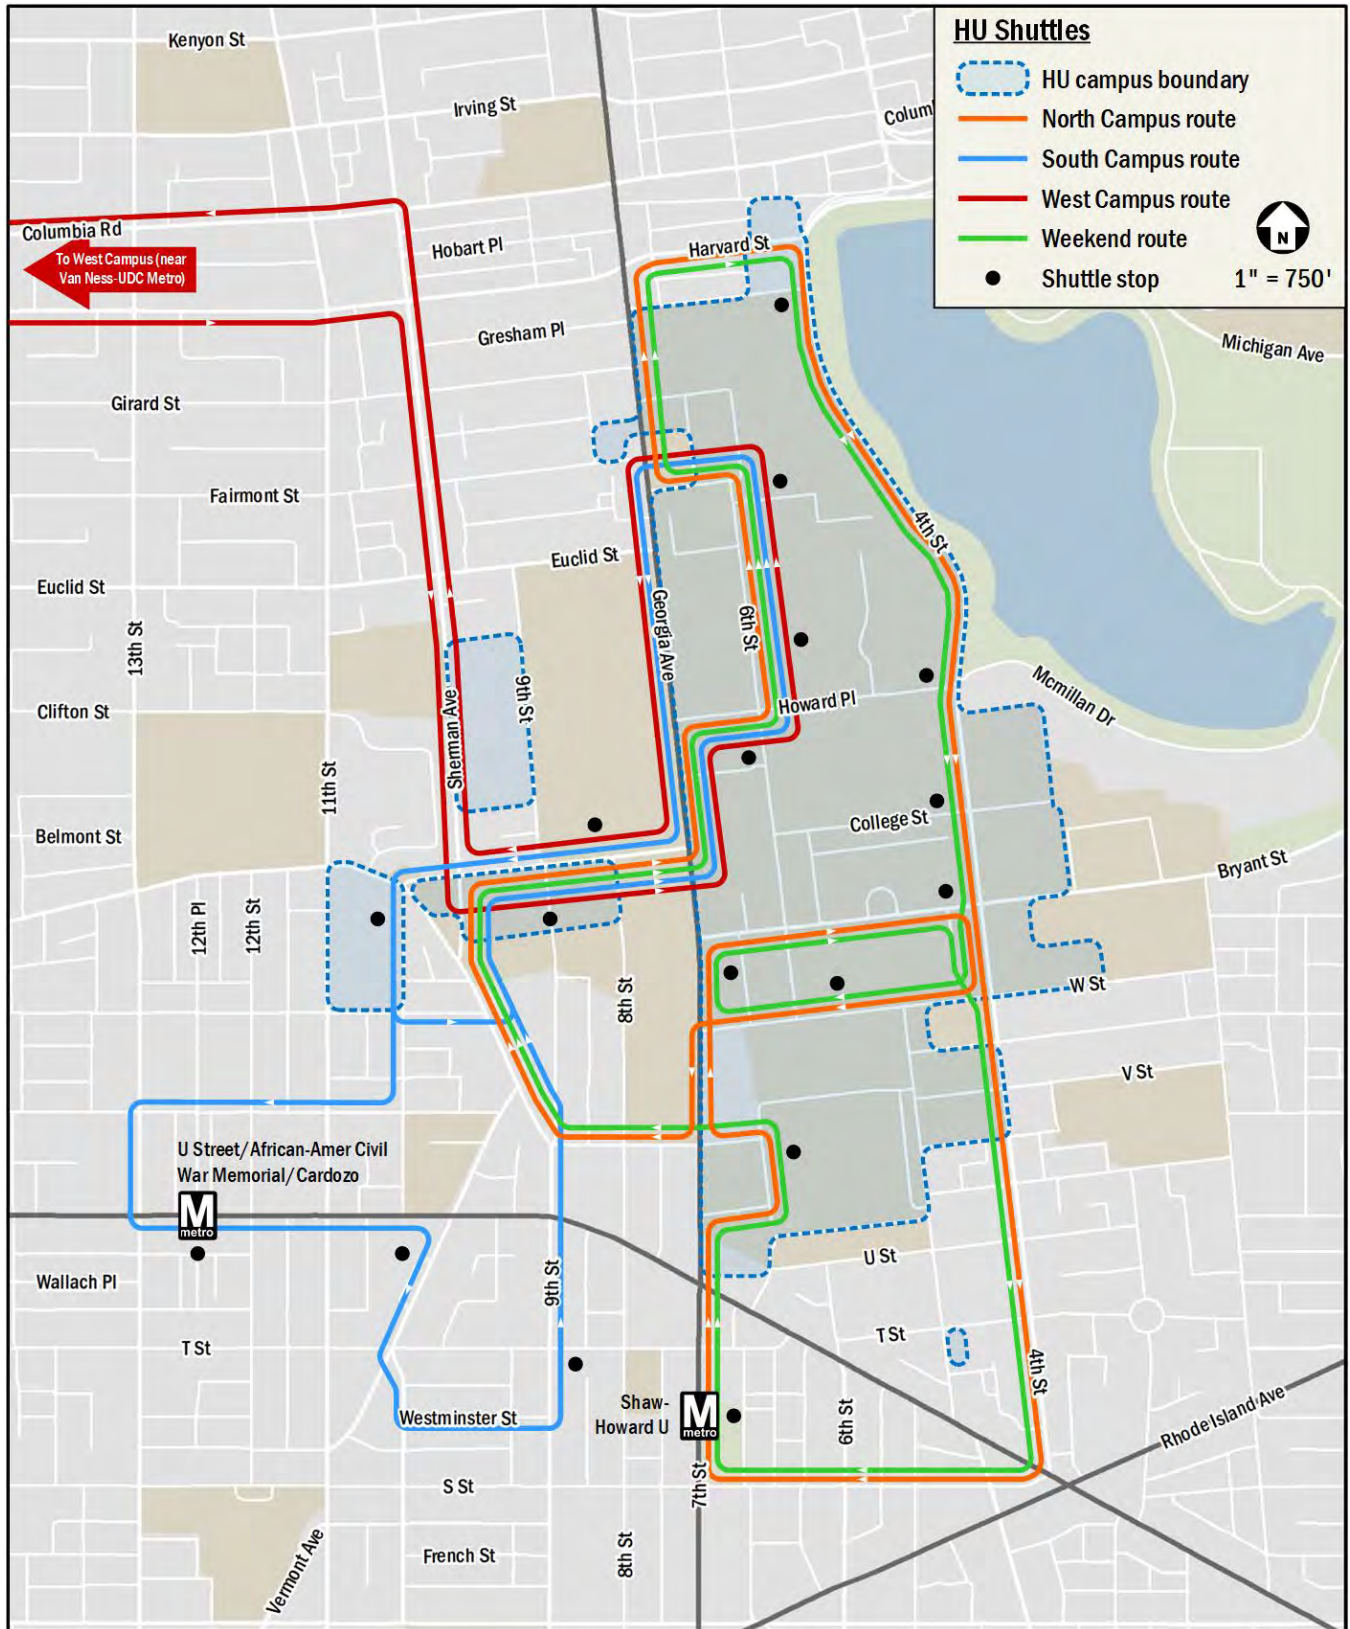 HU Shuttles
HU campus boundary
North Campus route
South Campus route
West Campus route
Weekend route
N
Shuttle stop 1" = 750'
Kenyon St
Irving St
Columbia Rd
To West Campus (near
Van Ness-UDC Metro)
Hobart Pl
Harvard St
Gresham Pl
Michigan Ave
Girard St
Fairmont St
4th St
Euclid St
Euclid St
Georgia Ave
6th St
13th St
Clifton St
Sherman Ave
9th St
Howard Pl
Mcmillan Dr
11th St
Belmont St
College St
Bryant St
12th Pl
12th St
8th St
W St
V St
U Street/African-Amer Civil
War Memorial/Cardozo
M
metro
Wallach Pl
9th St
U St
T St
T St
4th St
Shaw-
Howard U
M
metro
6th St
Westminster St
Rhode Island Ave
7th St
S St
8th St
French St
Vermont Ave